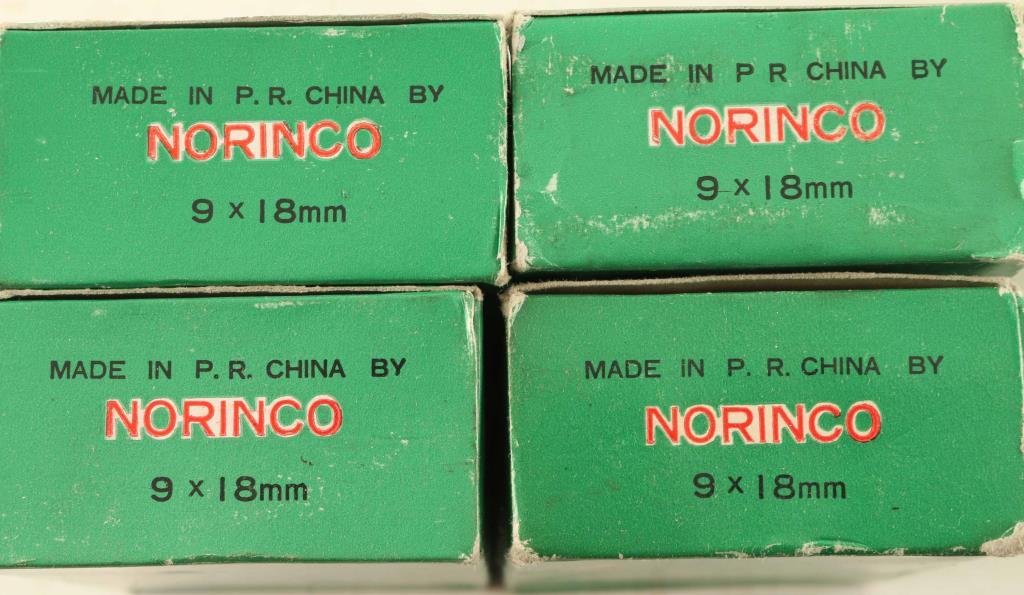 MADE IN P. R. CHINA BY
NORINCO
9 x 18mm
MADE IN P R CHINA BY
NORINCO
9 x 18mm
MADE IN P. R. CHINA BY
NORINCO
9 x 18mm
MADE IN P. R. CHINA BY
NORINCO
9 x 18mm